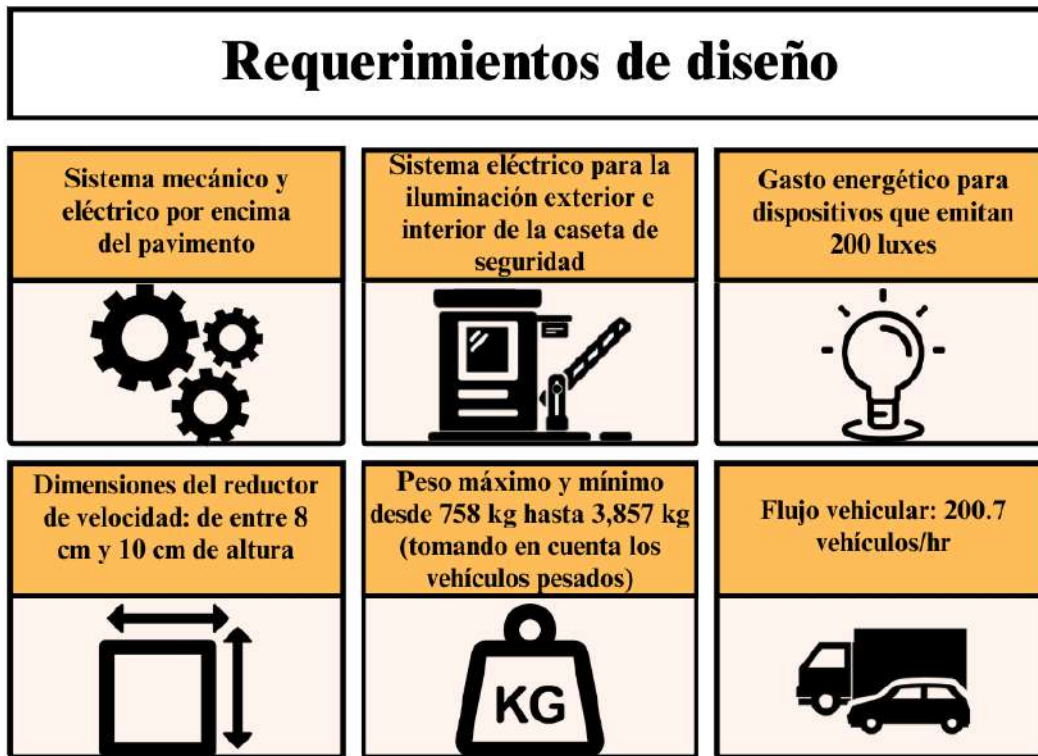 Requerimientos de diseño
Sistema mecánico y
eléctrico por encima
del pavimento
Sistema eléctrico para la
iluminación exterior e
interior de la caseta de
seguridad
Gasto energético para
dispositivos que emitan
200 luxes
Dimensiones del reductor
de velocidad: de entre 8
cm y 10 cm de altura
Peso máximo y mínimo
desde 758 kg hasta 3,857 kg
(tomando en cuenta los
vehículos pesados)
Flujo vehicular: 200.7
vehículos/hr
KG